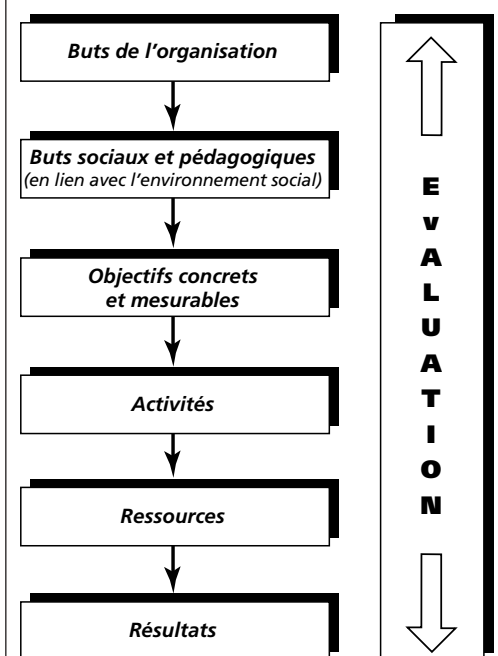 Buts de l'organisation
Buts sociaux et pédagogiques
(en lien avec l'environnement social)
Objectifs concrets
et mesurables
Activités
Ressources
Résultats
EvALUATION